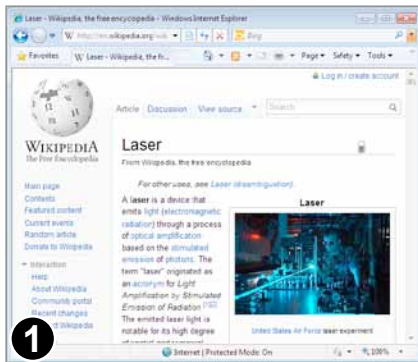 Laser - Wikipedia, the free encyclopedia - Windows Internet Explorer
Bing
Favorites
Laser - Wikipedia, the fr...
Page
Safety
Tools
Log in / create account
Article
Discussion
View source
Search
WIKIPEDIA
The Free Encyclopedia
Laser
From Wikipedia, the free encyclopedia
For other uses, see Laser (disambiguation).
Main page
Contents
Featured content
Current events
Random article
Donate to Wikipedia
Interaction
Help
About Wikipedia
Community portal
Recent changes
Wikipedia
A laser is a device that
emits light (electromagnetic
radiation) through a process
of optical amplification
based on the stimulated
emission of photons. The
term "laser" originated as
an acronym for Light
Amplification by Stimulated
Emission of Radiation.
The emitted laser light is
notable for its high degree
of spatial and temporal
Laser
United States Air Force laser experiment
1
Internet | Protected Mode: On
100%